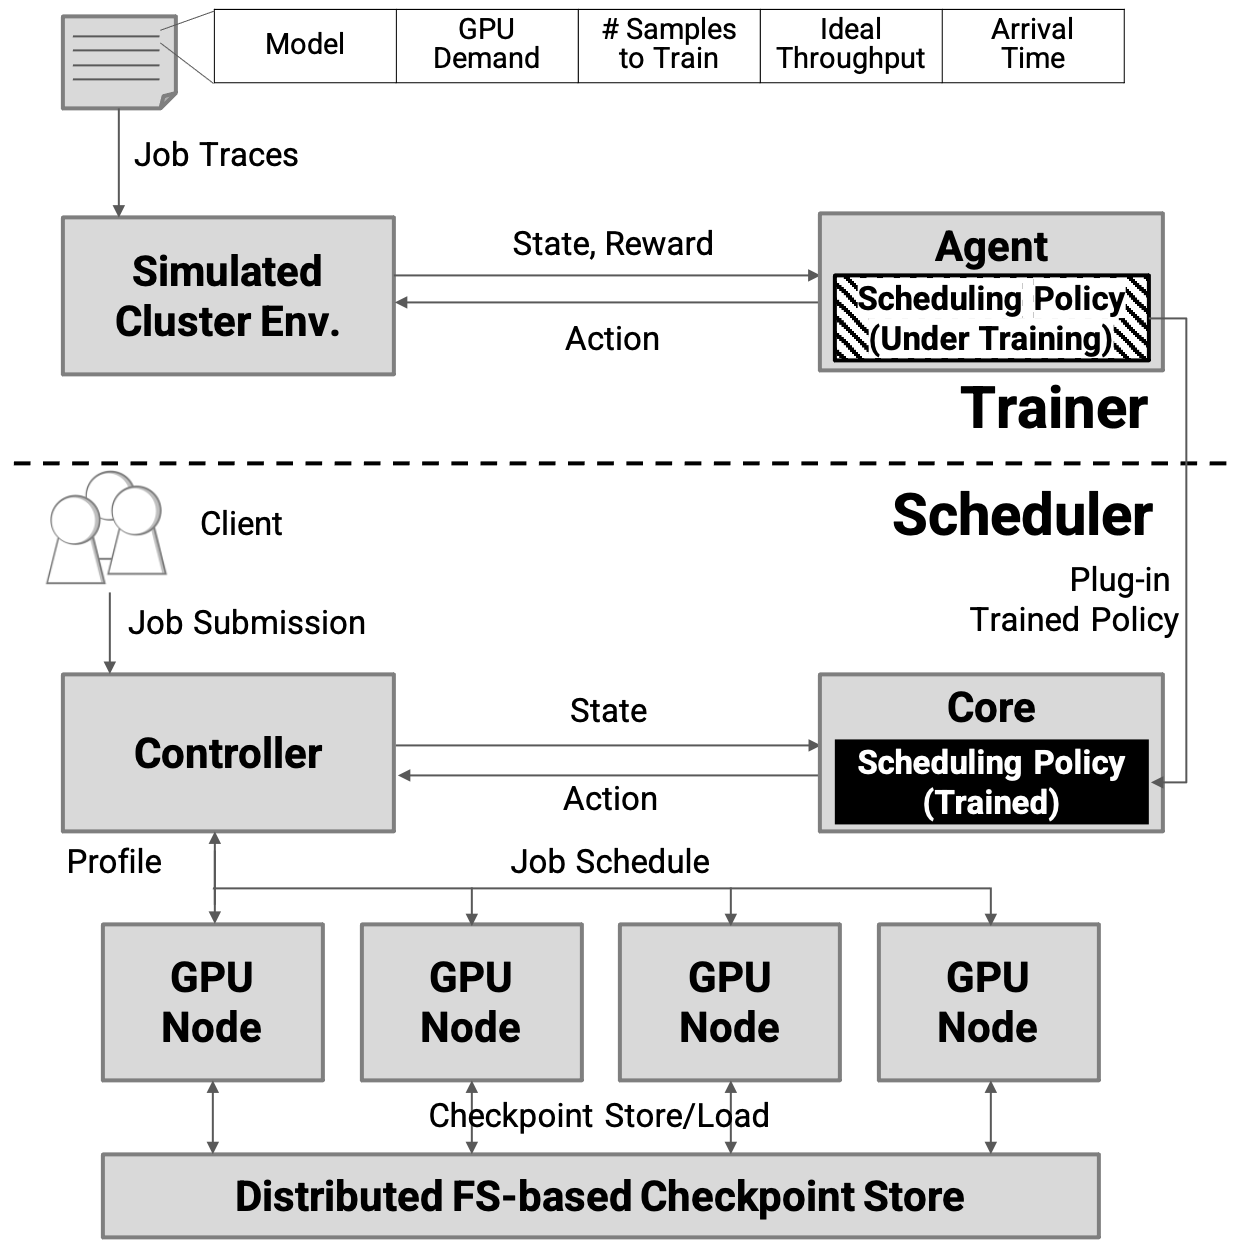 Model
GPU
Demand
# Samples
to Train
Ideal
Throughput
Arrival
Time
Job Traces
Simulated
Cluster Env.
State, Reward
Action
Agent
Scheduling Policy
(Under Training)
Trainer
Scheduler
Client
Plug-in
Trained Policy
Job Submission
Controller
State
Action
Core
Scheduling Policy
(Trained)
Profile
Job Schedule
GPU
Node
GPU
Node
GPU
Node
GPU
Node
Checkpoint Store/Load
Distributed FS-based Checkpoint Store